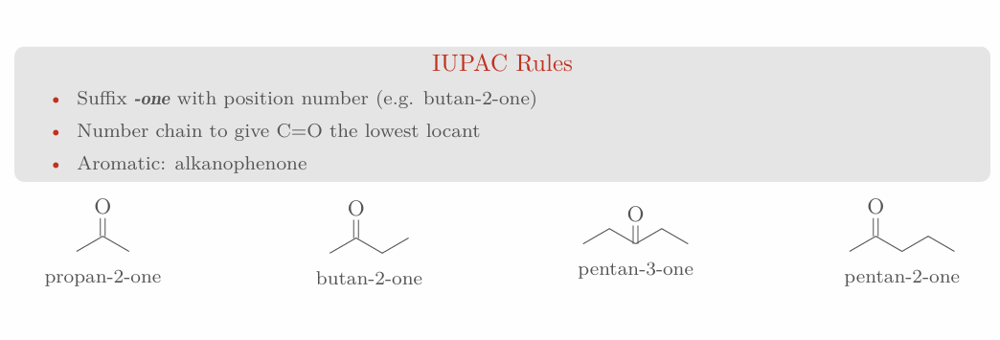 IUPAC Rules
• Suffix -one with position number (e.g. butan-2-one)
• Number chain to give C=O the lowest locant
• Aromatic: alkanophenone
O O O O
propan-2-one butan-2-one pentan-3-one pentan-2-one